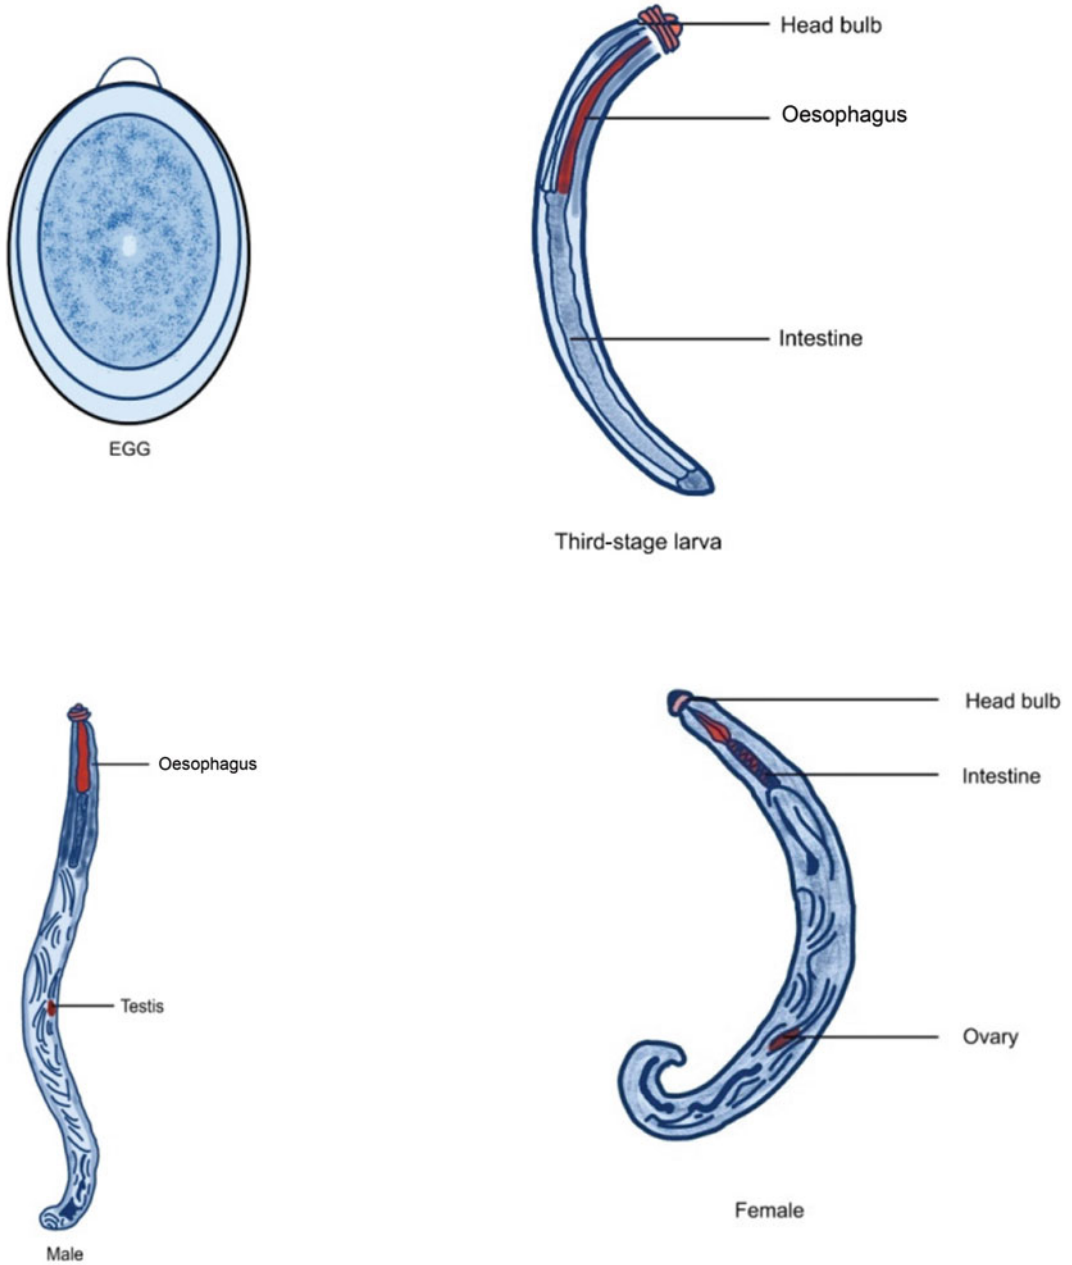 Head bulb
Oesophagus
Intestine
EGG
Third-stage larva
Head bulb
Oesophagus
Intestine
Testis
Ovary
Female
Male